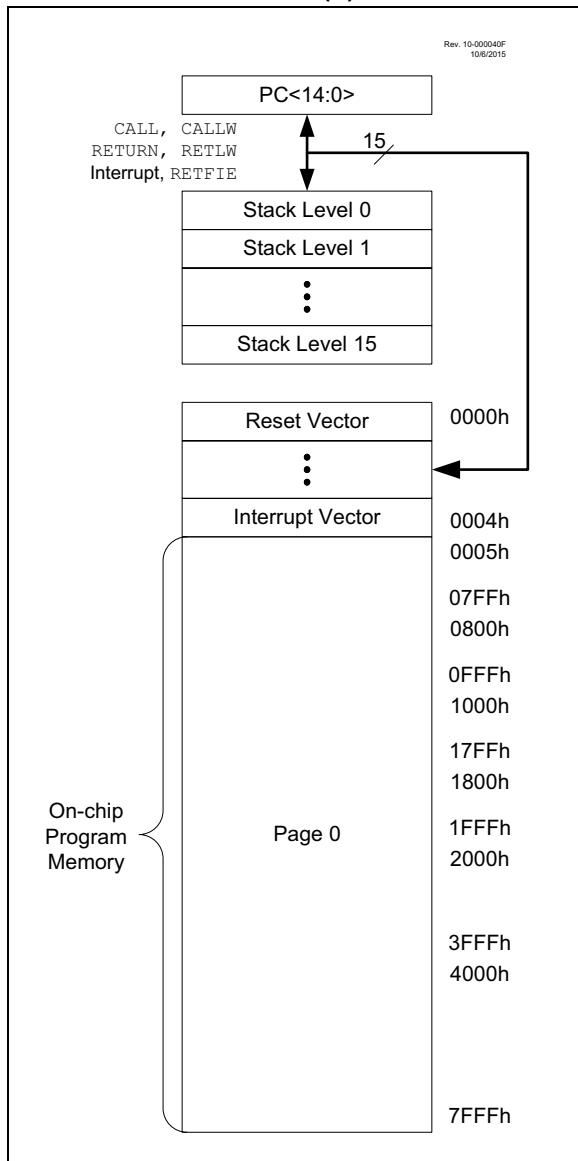 Rev. 10-000040F
10/6/2015
PC<14:0>
CALL, CALLW
RETURN, RETLW
Interrupt, RETFIE
15
Stack Level 0
Stack Level 1
Stack Level 15
Reset Vector
0000h
Interrupt Vector
0004h
0005h
07FFh
0800h
0FFFh
1000h
17FFh
1800h
On-chip
Program
Memory
Page 0
1FFFh
2000h
3FFFh
4000h
7FFFh